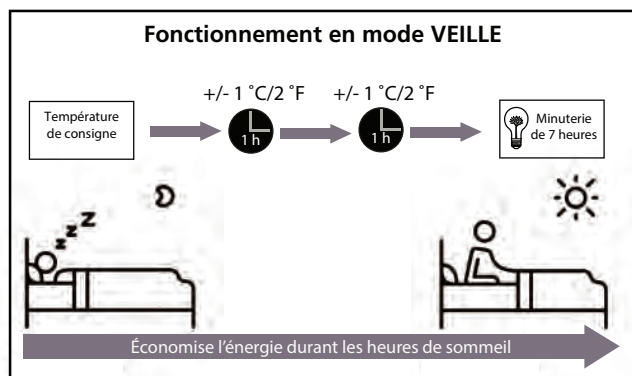 Fonctionnement en mode VEILLE
+/- 1 ˚C/2 ˚F
+/- 1 ˚C/2 ˚F
Température
de consigne
1 h
1 h
Minuterie
de 7 heures
z z Z
Économise l’énergie durant les heures de sommeil